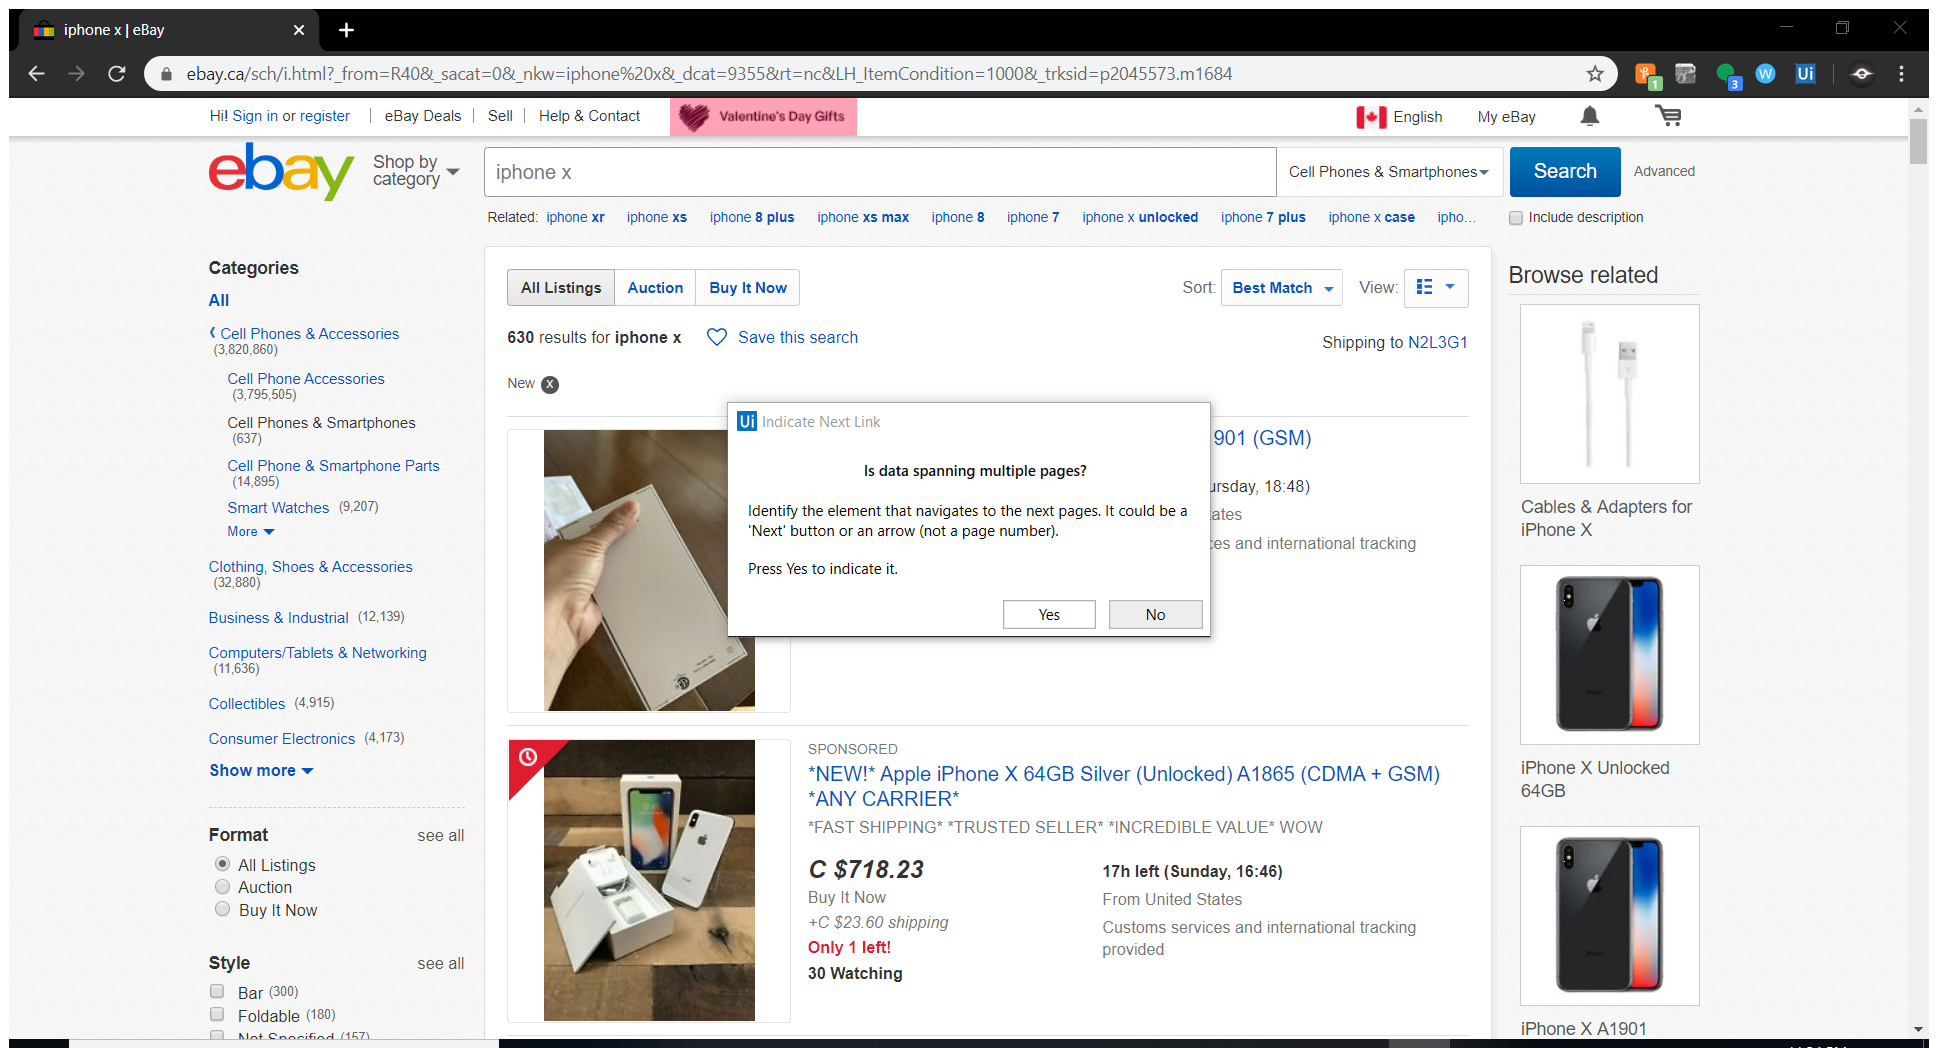 iphone x | eBay
ebay.ca/sch/i.html?_from=R40&_sacat=0&_nkw=iphone%20x&_dcat=9355&rt=nc&LH_ItemCondition=1000&_trksid=p2045573.m1684
1
3
W
Ui
Hi! Sign in or register
eBay Deals
Sell
Help & Contact
Valentine's Day Gifts
English
My eBay
ebay
Shop by
category
iphone x
Cell Phones & Smartphones
Search
Advanced
Related: iphone xr iphone xs iphone 8 plus iphone xs max iphone 8 iphone 7 iphone x unlocked iphone 7 plus iphone x case ipho...
Include description
Categories
All
Cell Phones & Accessories
(3,820,860)
Cell Phone Accessories
(3,795,505)
Cell Phones & Smartphones
(637)
Cell Phone & Smartphone Parts
(14,895)
Smart Watches (9,207)
More
Clothing, Shoes & Accessories
(32,880)
Business & Industrial (12,139)
Computers/Tablets & Networking
(11,636)
Collectibles (4,915)
Consumer Electronics (4,173)
Show more
Format see all
All Listings
Auction
Buy It Now
Style see all
Bar (300)
Foldable (180)
Not Specified (157)
All Listings
Auction
Buy It Now
Sort: Best Match
View:
630 results for iphone x
Save this search
Shipping to N2L3G1
New X
901 (GSM)
ursday, 18:48)
tates
ces and international tracking
Ui Indicate Next Link
Is data spanning multiple pages?
Identify the element that navigates to the next pages. It could be a
'Next' button or an arrow (not a page number).
Press Yes to indicate it.
Yes
No
SPONSORED
*NEW!* Apple iPhone X 64GB Silver (Unlocked) A1865 (CDMA + GSM)
*ANY CARRIER*
*FAST SHIPPING* *TRUSTED SELLER* *INCREDIBLE VALUE* WOW
C $718.23
Buy It Now
+C $23.60 shipping
Only 1 left!
30 Watching
17h left (Sunday, 16:46)
From United States
Customs services and international tracking
provided
Browse related
Cables & Adapters for
iPhone X
iPhone X Unlocked
64GB
iPhone X A1901